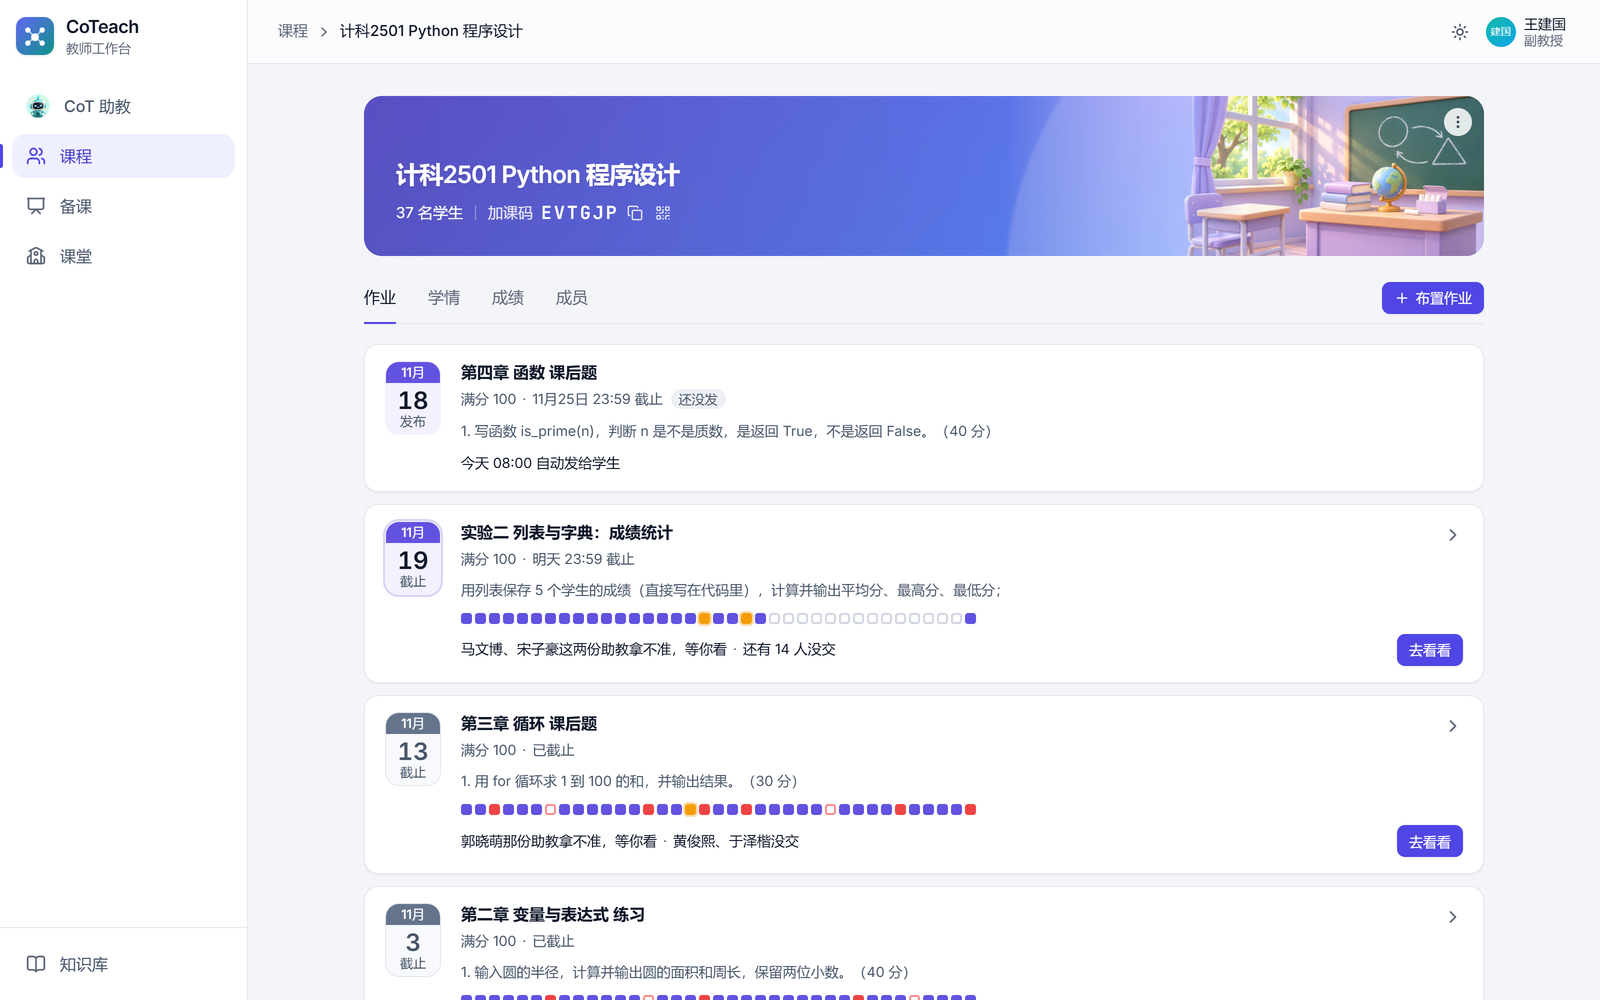 CoTeach
教师工作台
CoT 助教
课程
备课
课堂
知识库
课程 > 计科2501 Python 程序设计
建国
王建国
副教授
计科2501 Python 程序设计
37 名学生 | 加课码 EVTGJP
作业 学情 成绩 成员
+ 布置作业
11月
18
发布
第四章 函数 课后题
满分 100 · 11月25日 23:59 截止 还没发
1. 写函数 is_prime(n)，判断 n 是不是质数，是返回 True，不是返回 False。（40 分）
今天 08:00 自动发给学生
11月
19
截止
实验二 列表与字典：成绩统计
满分 100 · 明天 23:59 截止
用列表保存 5 个学生的成绩（直接写在代码里），计算并输出平均分、最高分、最低分；
马文博、宋子豪这两份助教拿不准，等你看 · 还有 14 人没交
去看看
11月
13
截止
第三章 循环 课后题
满分 100 · 已截止
1. 用 for 循环求 1 到 100 的和，并输出结果。（30 分）
郭晓萌那份助教拿不准，等你看 · 黄俊熙、于泽楷没交
去看看
11月
3
截止
第二章 变量与表达式 练习
满分 100 · 已截止
1. 输入圆的半径，计算并输出圆的面积和周长，保留两位小数。（40 分）